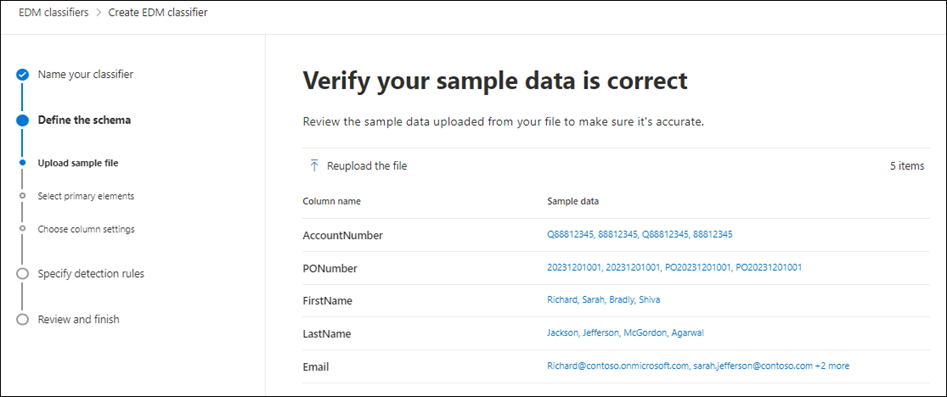 EDM classifiers > Create EDM classifier
Name your classifier
Define the schema
Upload sample file
Select primary elements
Choose column settings
Specify detection rules
Review and finish
Verify your sample data is correct
Review the sample data uploaded from your file to make sure it's accurate.
Reupload the file 5 items
Column name Sample data
AccountNumber Q88812345, 88812345, Q88812345, 88812345
PONumber 20231201001, 20231201001, PO20231201001, PO20231201001
FirstName Richard, Sarah, Bradly, Shiva
LastName Jackson, Jefferson, McGordon, Agarwal
Email Richard@contoso.onmicrosoft.com, sarah.jefferson@contoso.com +2 more